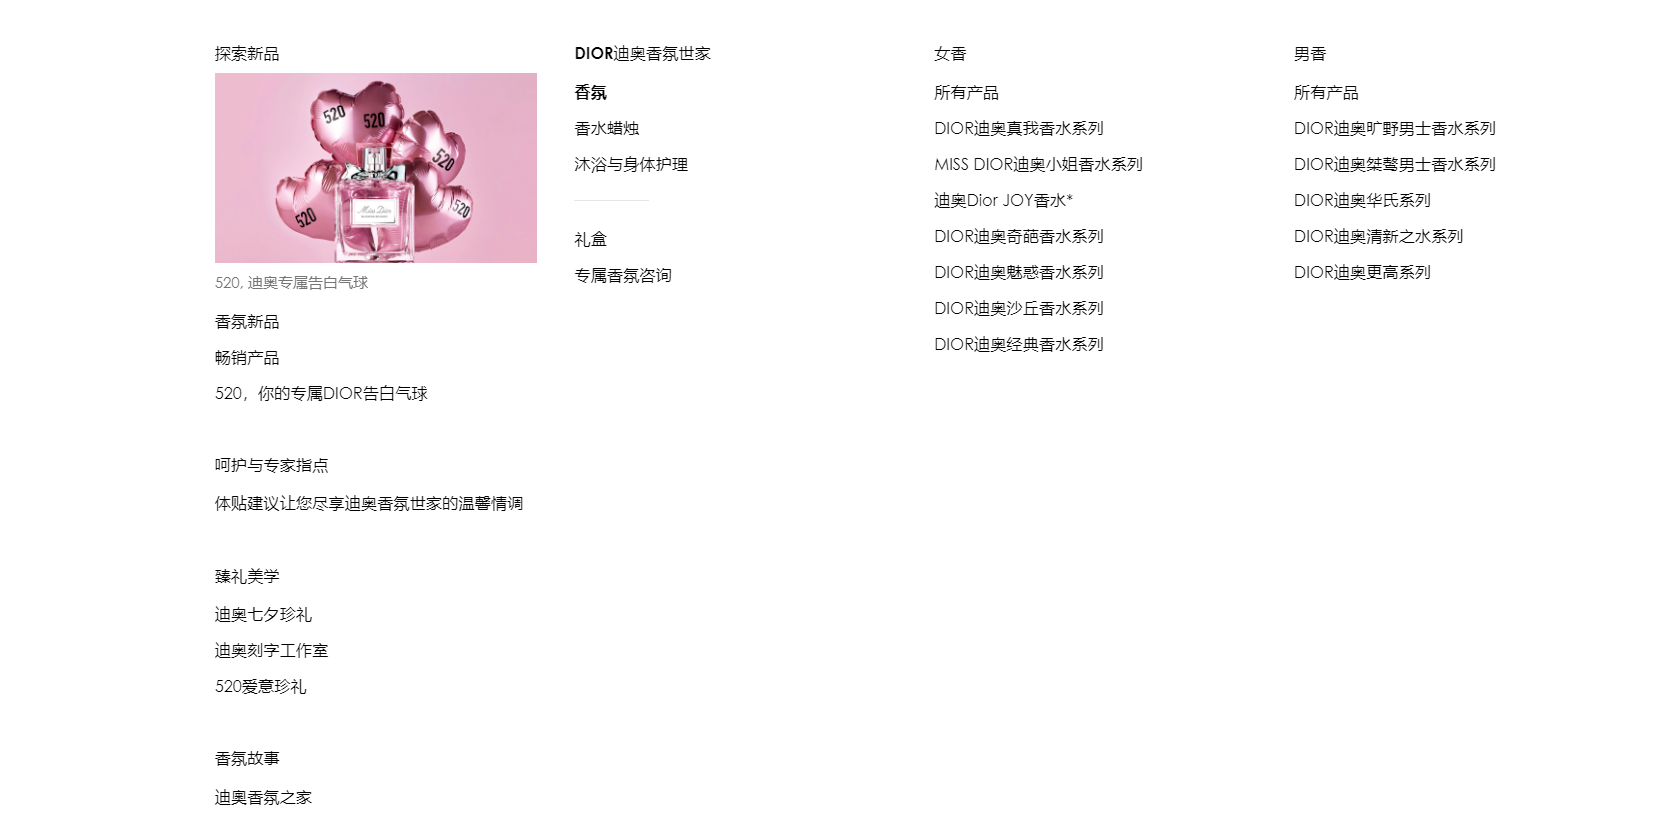 探索新品
520
520
520
520
520
Miss Dior
520, 迪奥专属告白气球
香氛新品
畅销产品
520，你的专属DIOR告白气球
呵护与专家指点
体贴建议让您尽享迪奥香氛世家的温馨情调
臻礼美学
迪奥七夕珍礼
迪奥刻字工作室
520爱意珍礼
香氛故事
迪奥香氛之家
DIOR迪奥香氛世家
香氛
香水蜡烛
沐浴与身体护理
礼盒
专属香氛咨询
女香
所有产品
DIOR迪奥真我香水系列
MISS DIOR迪奥小姐香水系列
迪奥Dior JOY香水*
DIOR迪奥奇葩香水系列
DIOR迪奥魅惑香水系列
DIOR迪奥沙丘香水系列
DIOR迪奥经典香水系列
男香
所有产品
DIOR迪奥旷野男士香水系列
DIOR迪奥桀骜男士香水系列
DIOR迪奥华氏系列
DIOR迪奥清新之水系列
DIOR迪奥更高系列